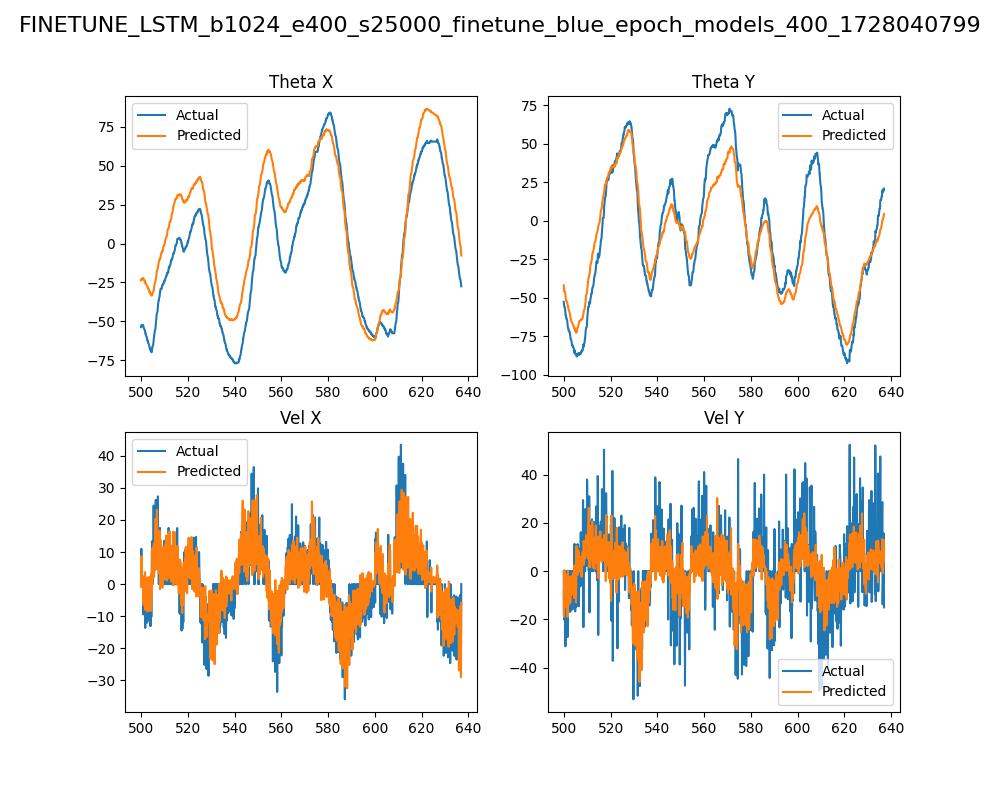 FINETUNE_LSTM_b1024_e400_s25000_finetune_blue_epoch_models_400_1728040799
Theta X
Actual
Predicted
75
50
25
0
−25
−50
−75
500 520 540 560 580 600 620 640
Theta Y
Actual
Predicted
75
50
25
0
−25
−50
−75
−100
500 520 540 560 580 600 620 640
Vel X
Actual
Predicted
40
30
20
10
0
−10
−20
−30
500 520 540 560 580 600 620 640
Vel Y
40
20
0
−20
−40
Actual
Predicted
500 520 540 560 580 600 620 640